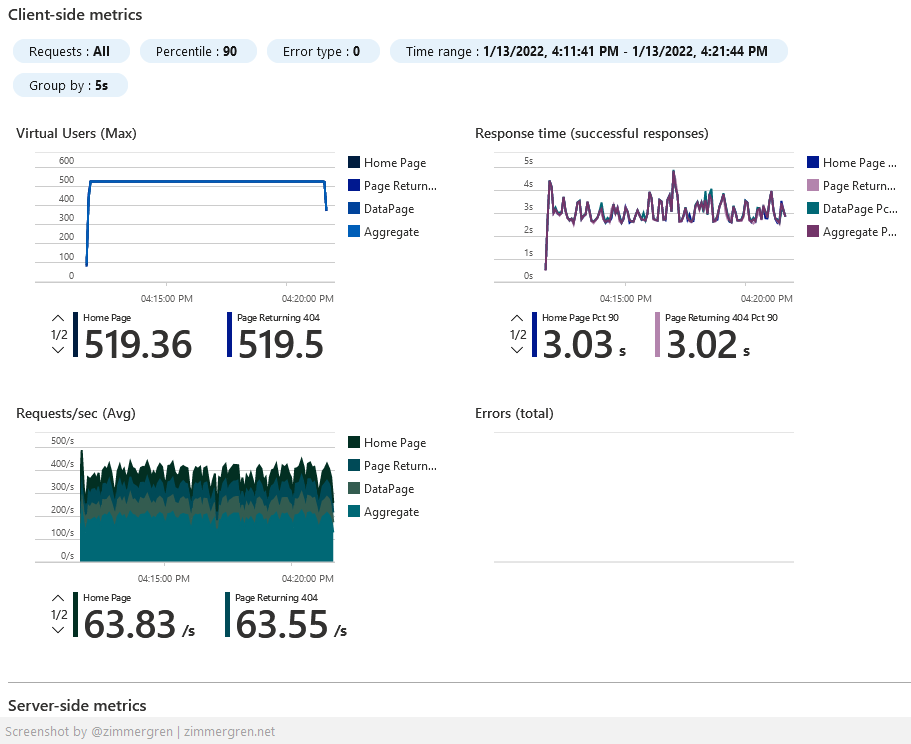 Client-side metrics
Requests : All
Percentile : 90
Error type : 0
Time range : 1/13/2022, 4:11:41 PM - 1/13/2022, 4:21:44 PM
Group by : 5s
Virtual Users (Max)
600
500
400
300
200
100
0
04:15:00 PM
04:20:00 PM
Home Page
Page Return...
DataPage
Aggregate
1/2
Home Page
519.36
Page Returning 404
519.5
Response time (successful responses)
5s
4s
3s
2s
1s
0s
04:15:00 PM
04:20:00 PM
Home Page ...
Page Return...
DataPage Pc...
Aggregate P...
1/2
Home Page Pct 90
3.03 s
Page Returning 404 Pct 90
3.02 s
Requests/sec (Avg)
500/s
400/s
300/s
200/s
100/s
0/s
04:15:00 PM
04:20:00 PM
Home Page
Page Return...
DataPage
Aggregate
1/2
Home Page
63.83 /s
Page Returning 404
63.55 /s
Errors (total)
Server-side metrics
Screenshot by @zimmergren | zimmergren.net